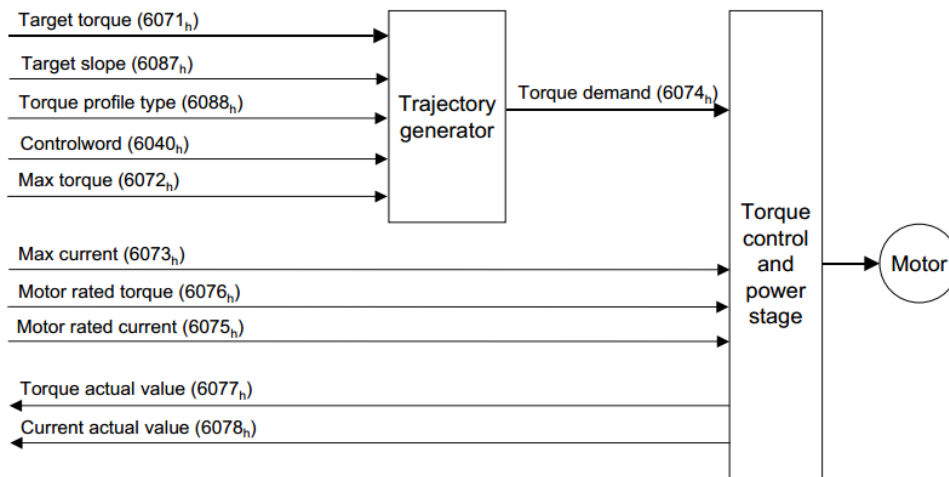 Target torque (6071h)
Target slope (6087h)
Torque profile type (6088h)
Controlword (6040h)
Max torque (6072h)
Trajectory
generator
Torque demand (6074h)
Max current (6073h)
Motor rated torque (6076h)
Motor rated current (6075h)
Torque actual value (6077h)
Current actual value (6078h)
Torque
control
and
power
stage
Motor